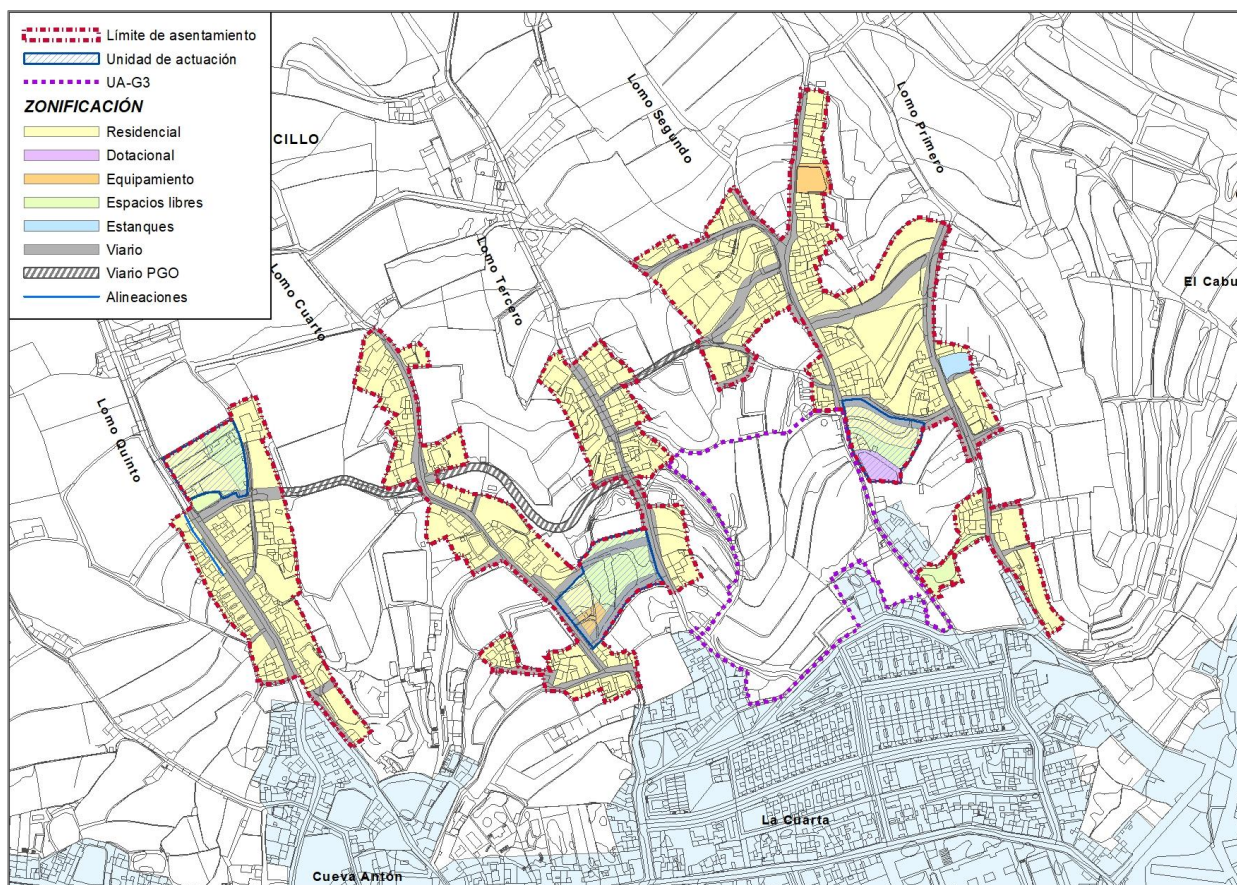 Límite de asentamiento
Unidad de actuación
UA-G3
ZONIFICACIÓN
Residencial
Dotacional
Equipamiento
Espacios libres
Estanques
Viario
Viario PGO
Alineaciones
CILLO
Lomo Segundo
Lomo Primero
El Cabu
Lomo Tercero
Lomo Cuarto
Lomo Quinto
La Cuarta
Cueva Antón